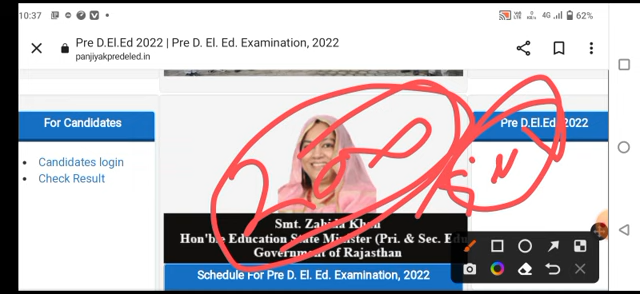 10:37
4G
62%
Pre D.El.Ed 2022 | Pre D. El. Ed. Examination, 2022
panjiyakpredeled.in
For Candidates
Candidates login
Check Result
Pre D.El.Ed 2022
Smt. Zahida Khan
Hon'ble Education State Minister (Pri. & Sec. Edu
Government of Rajasthan
Schedule For Pre D. El. Ed. Examination, 2022